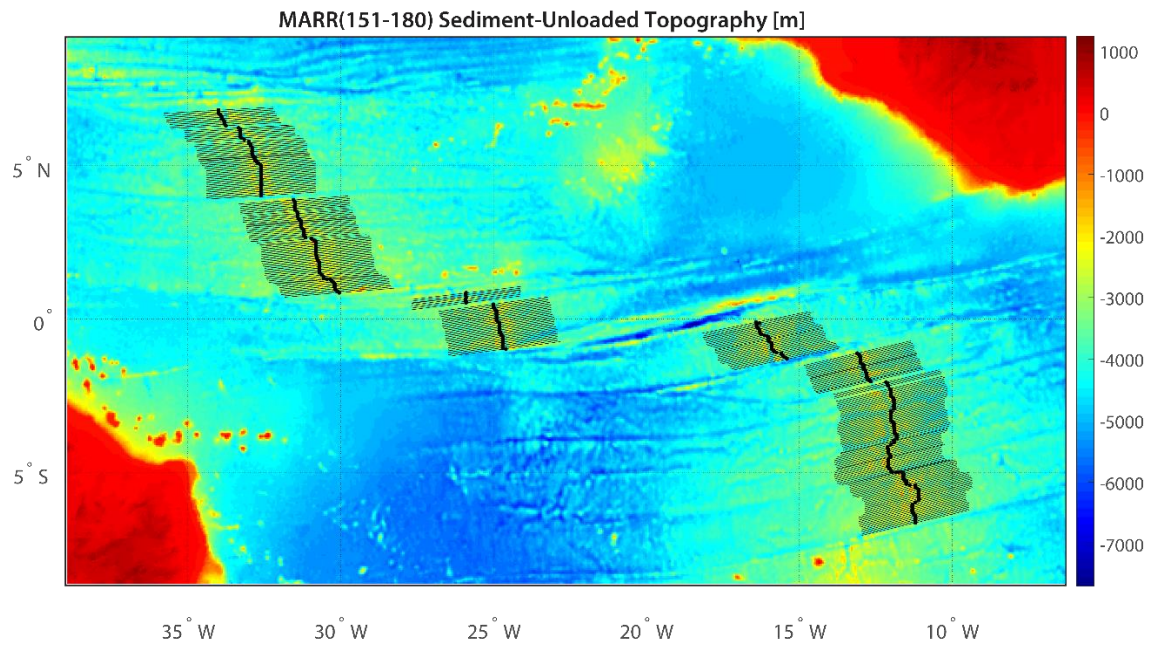 MARR(151-180) Sediment-Unloaded Topography [m]
1000
0
-1000
-2000
-3000
-4000
-5000
-6000
-7000
5° N
0°
5° S
35° W
30° W
25° W
20° W
15° W
10° W